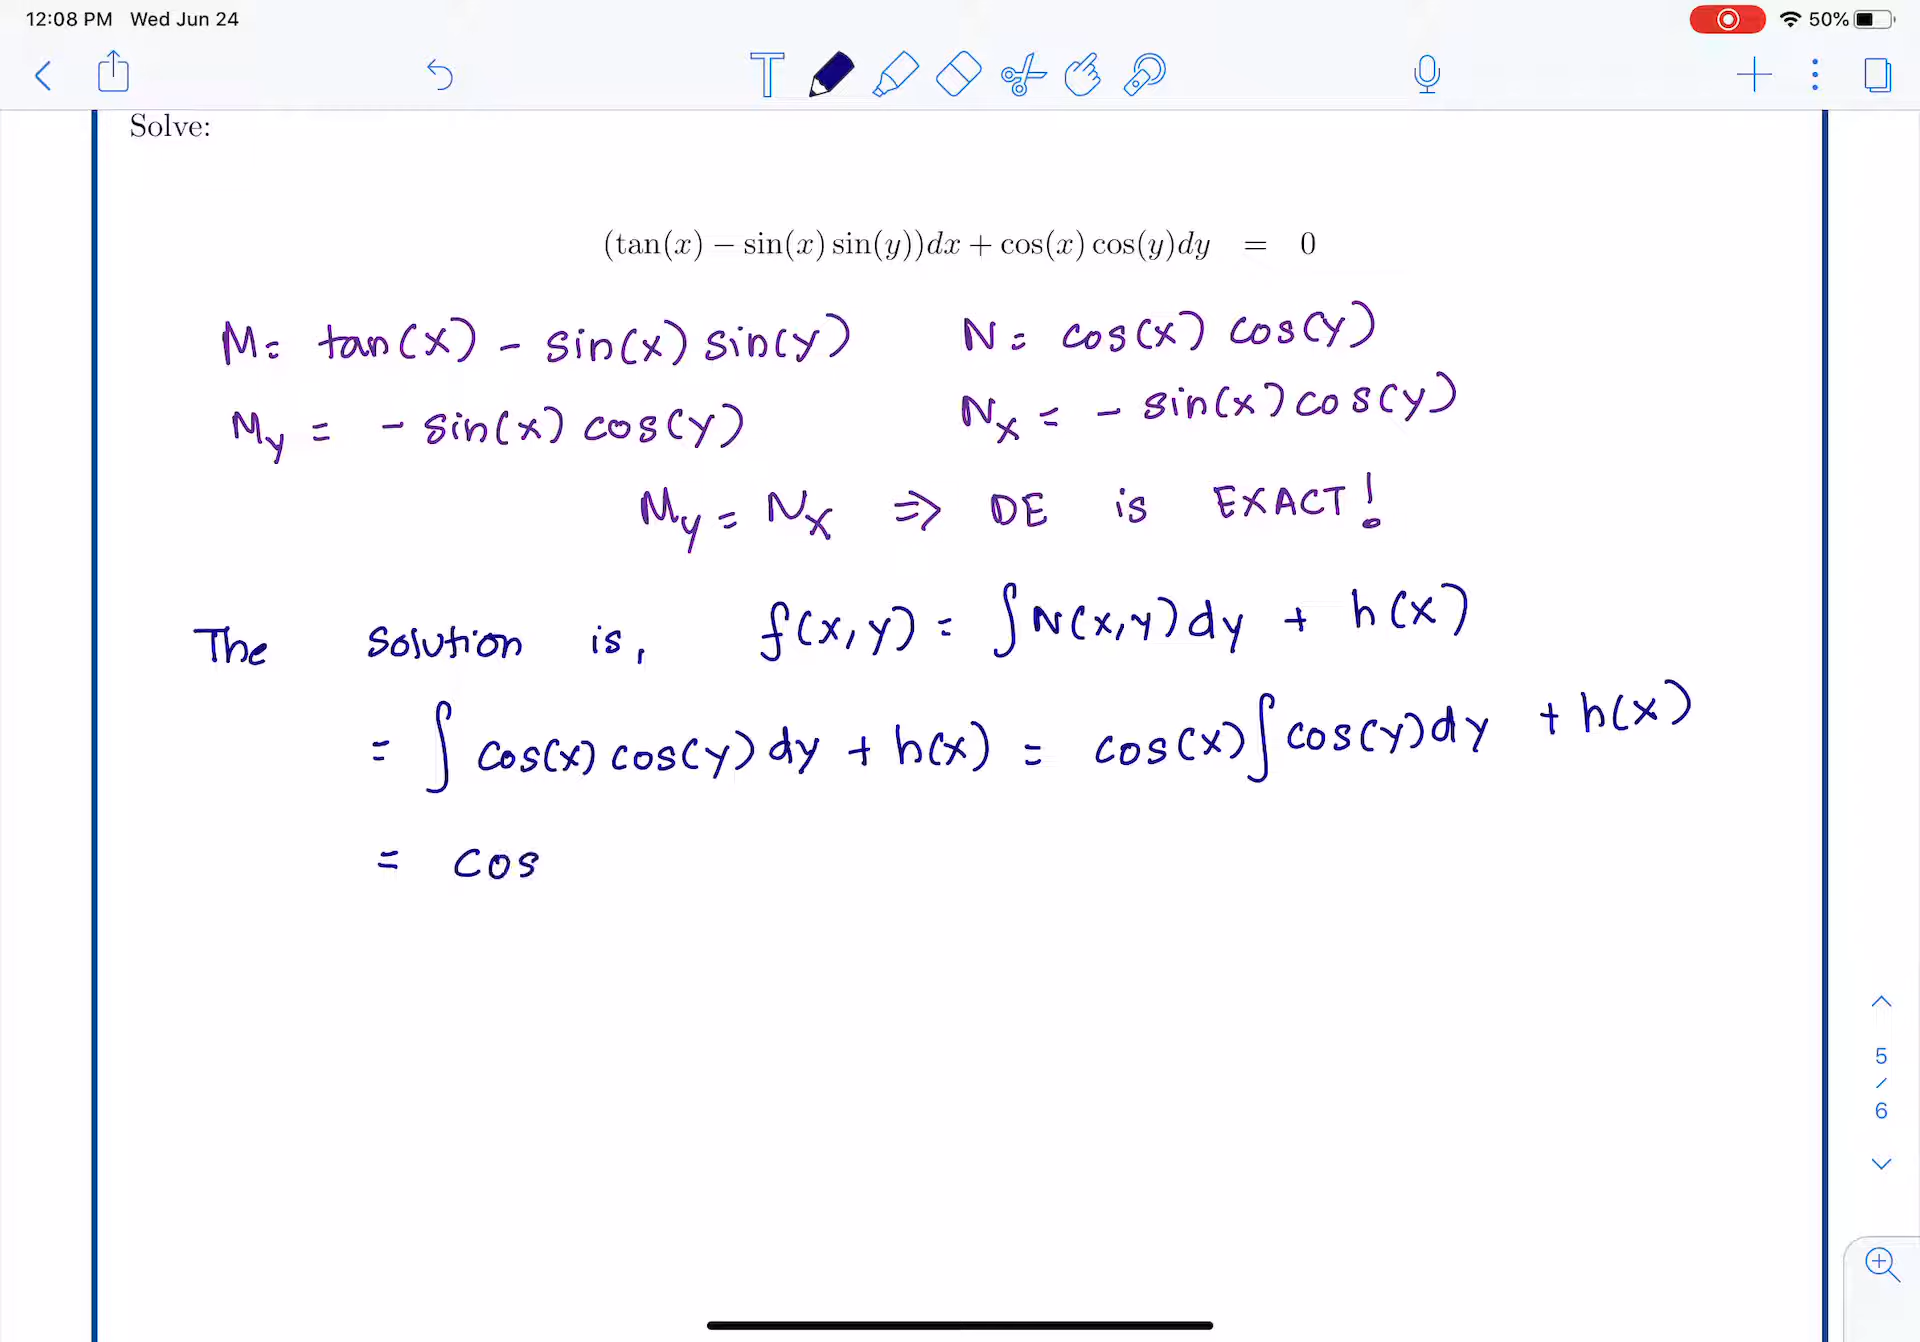 12:08 PM Wed Jun 24 50%
T
Solve:
(tan(x) − sin(x) sin(y))dx + cos(x) cos(y)dy = 0
M = tan(x) - sin(x) sin(y) N = cos(x) cos(y)
My = - sin(x) cos(y) Nx = - sin(x) cos(y)
My = Nx ⇒ DE is EXACT!
The solution is, f(x,y) = ∫N(x,y)dy + h(x)
= ∫ cos(x) cos(y) dy + h(x) = cos(x)∫cos(y)dy + h(x)
= cos
5
/
6